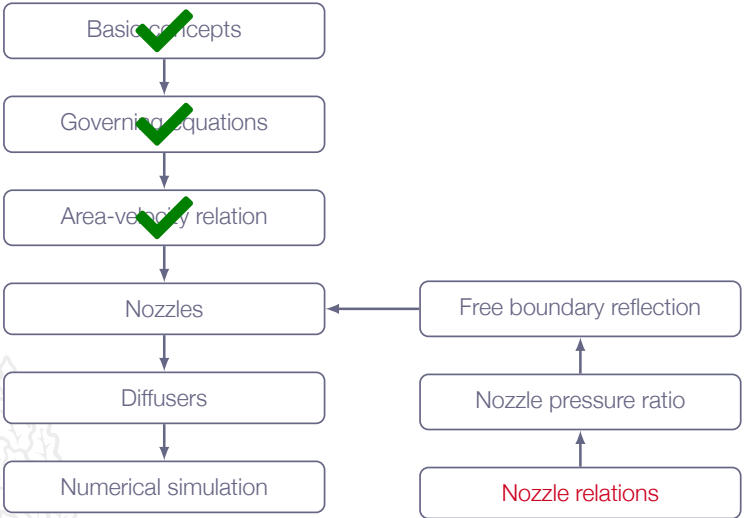 Basic concepts
Governing equations
Area-velocity relation
Nozzles
Diffusers
Numerical simulation
Free boundary reflection
Nozzle pressure ratio
Nozzle relations